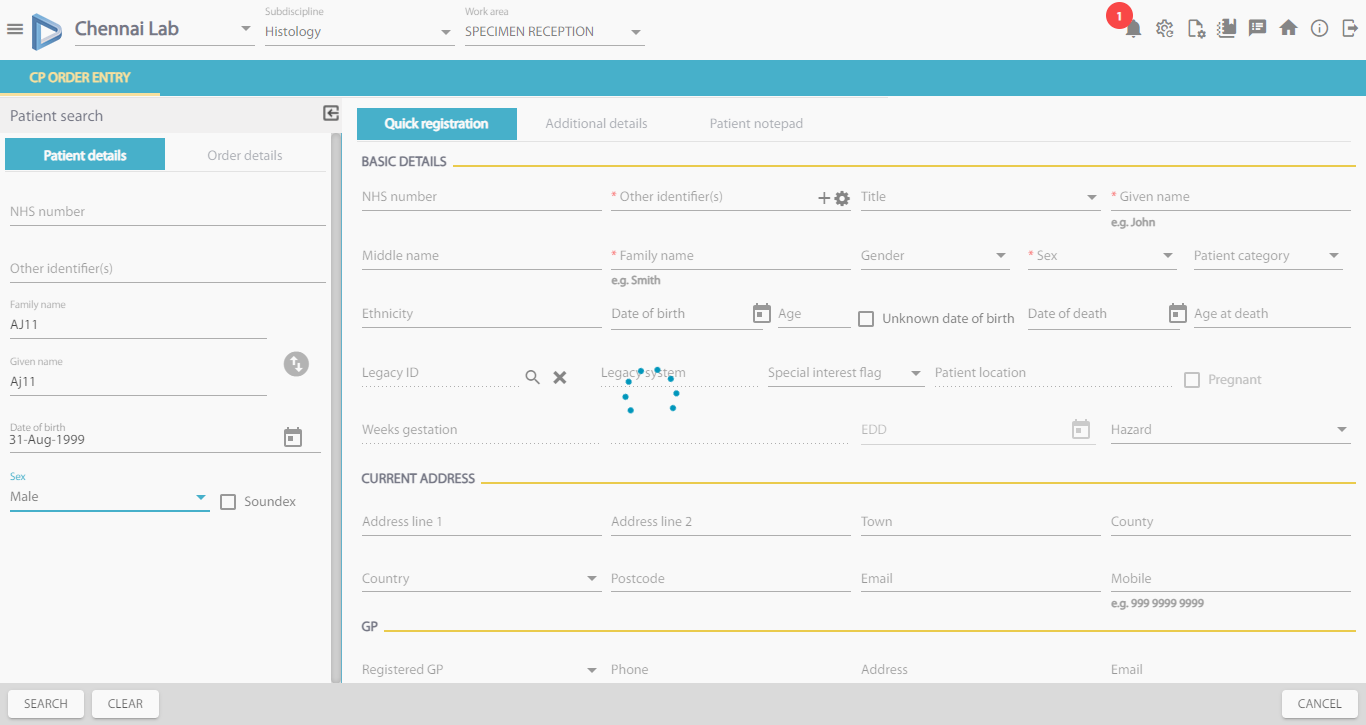 Chennai Lab
Subdiscipline
Histology
Work area
SPECIMEN RECEPTION
1
CP ORDER ENTRY
Patient search
Patient details
Order details
NHS number
Other identifier(s)
Family name
AJ11
Given name
Aj11
Date of birth
31-Aug-1999
Sex
Male
Soundex
Quick registration
Additional details
Patient notepad
BASIC DETAILS
NHS number
* Other identifier(s)
Title
* Given name
e.g. John
Middle name
* Family name
e.g. Smith
Gender
* Sex
Patient category
Ethnicity
Date of birth
Age
Unknown date of birth
Date of death
Age at death
Legacy ID
Legacy system
Special interest flag
Patient location
Pregnant
Weeks gestation
EDD
Hazard
CURRENT ADDRESS
Address line 1
Address line 2
Town
County
Country
Postcode
Email
Mobile
e.g. 999 9999 9999
GP
Registered GP
Phone
Address
Email
SEARCH
CLEAR
CANCEL